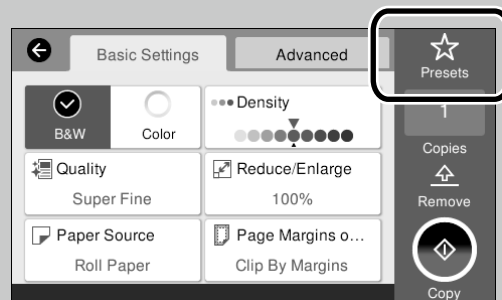 Basic Settings
Advanced
Presets
B&W
Color
Density
1
Copies
Quality
Super Fine
Reduce/Enlarge
100%
Remove
Paper Source
Roll Paper
Page Margins o...
Clip By Margins
Copy